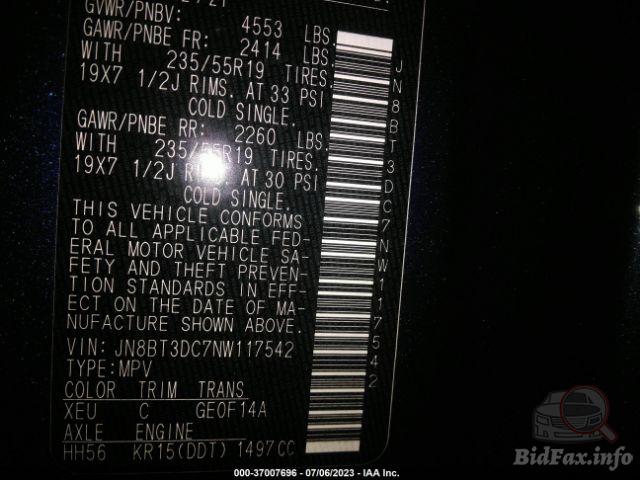 2/21
GVWR/PNBV: 4553 LBS
GAWR/PNBE FR: 2414 LBS.
WITH 235/55R19 TIRES.
19X7 1/2J RIMS. AT 33 PSI
COLD SINGLE.
GAWR/PNBE RR: 2260 LBS.
WITH 235/55R19 TIRES.
19X7 1/2J RIMS. AT 30 PSI
COLD SINGLE.
THIS VEHICLE CONFORMS
TO ALL APPLICABLE FED-
ERAL MOTOR VEHICLE SA-
FETY AND THEFT PREVEN-
TION STANDARDS IN EFF-
ECT ON THE DATE OF MA-
NUFACTURE SHOWN ABOVE.
VIN: JN8BT3DC7NW117542
TYPE:MPV
COLOR TRIM TRANS
XEU C GE0F14A
AXLE ENGINE
HH56 KR15(DDT) 1497CC
JN8BT3DC7NW117542
000-37007696 - 07/06/2023 - IAA Inc.
BidFax.info